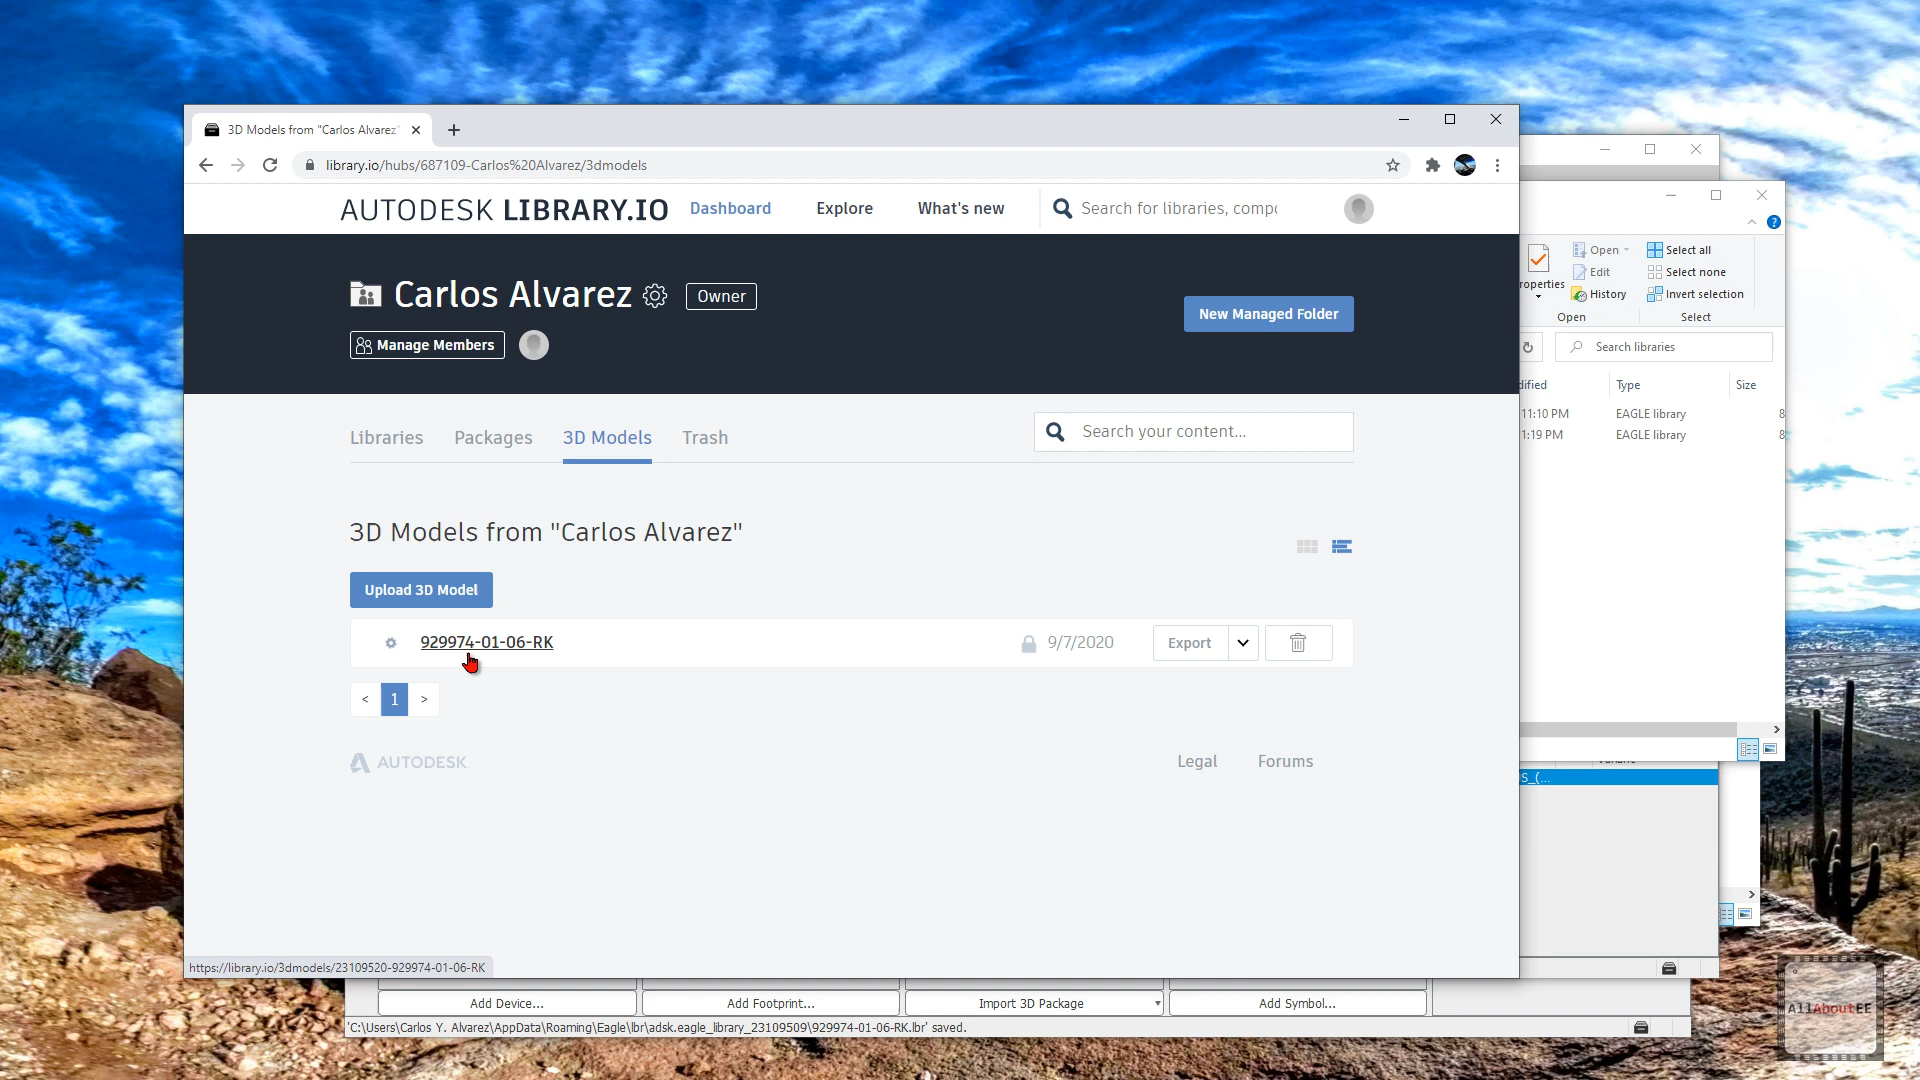 3D Models from "Carlos Alvarez"
library.io/hubs/687109-Carlos%20Alvarez/3dmodels
AUTODESK LIBRARY.IO
Dashboard
Explore
What's new
Search for libraries, compo
Carlos Alvarez
Owner
Manage Members
New Managed Folder
Libraries
Packages
3D Models
Trash
Search your content...
3D Models from "Carlos Alvarez"
Upload 3D Model
929974-01-06-RK
9/7/2020
Export
<
1
>
AUTODESK
Legal
Forums
https://library.io/3dmodels/23109520-929974-01-06-RK
Open
Select all
Edit
Select none
roperties
History
Invert selection
Open
Select
Search libraries
dified
Type
Size
11:10 PM
EAGLE library
8
1:19 PM
EAGLE library
8
S_(...
Add Device...
Add Footprint...
Import 3D Package
Add Symbol...
'C:\Users\Carlos Y. Alvarez\AppData\Roaming\Eagle\lbr\adsk.eagle_library_23109509\929974-01-06-RK.lbr' saved.
AllAboutEE